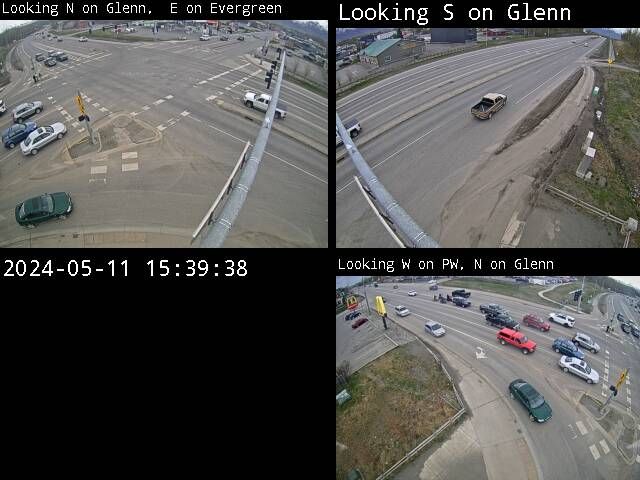 Looking N on Glenn, E on Evergreen
Looking S on Glenn
2024-05-11 15:39:38
Looking W on PW, N on Glenn